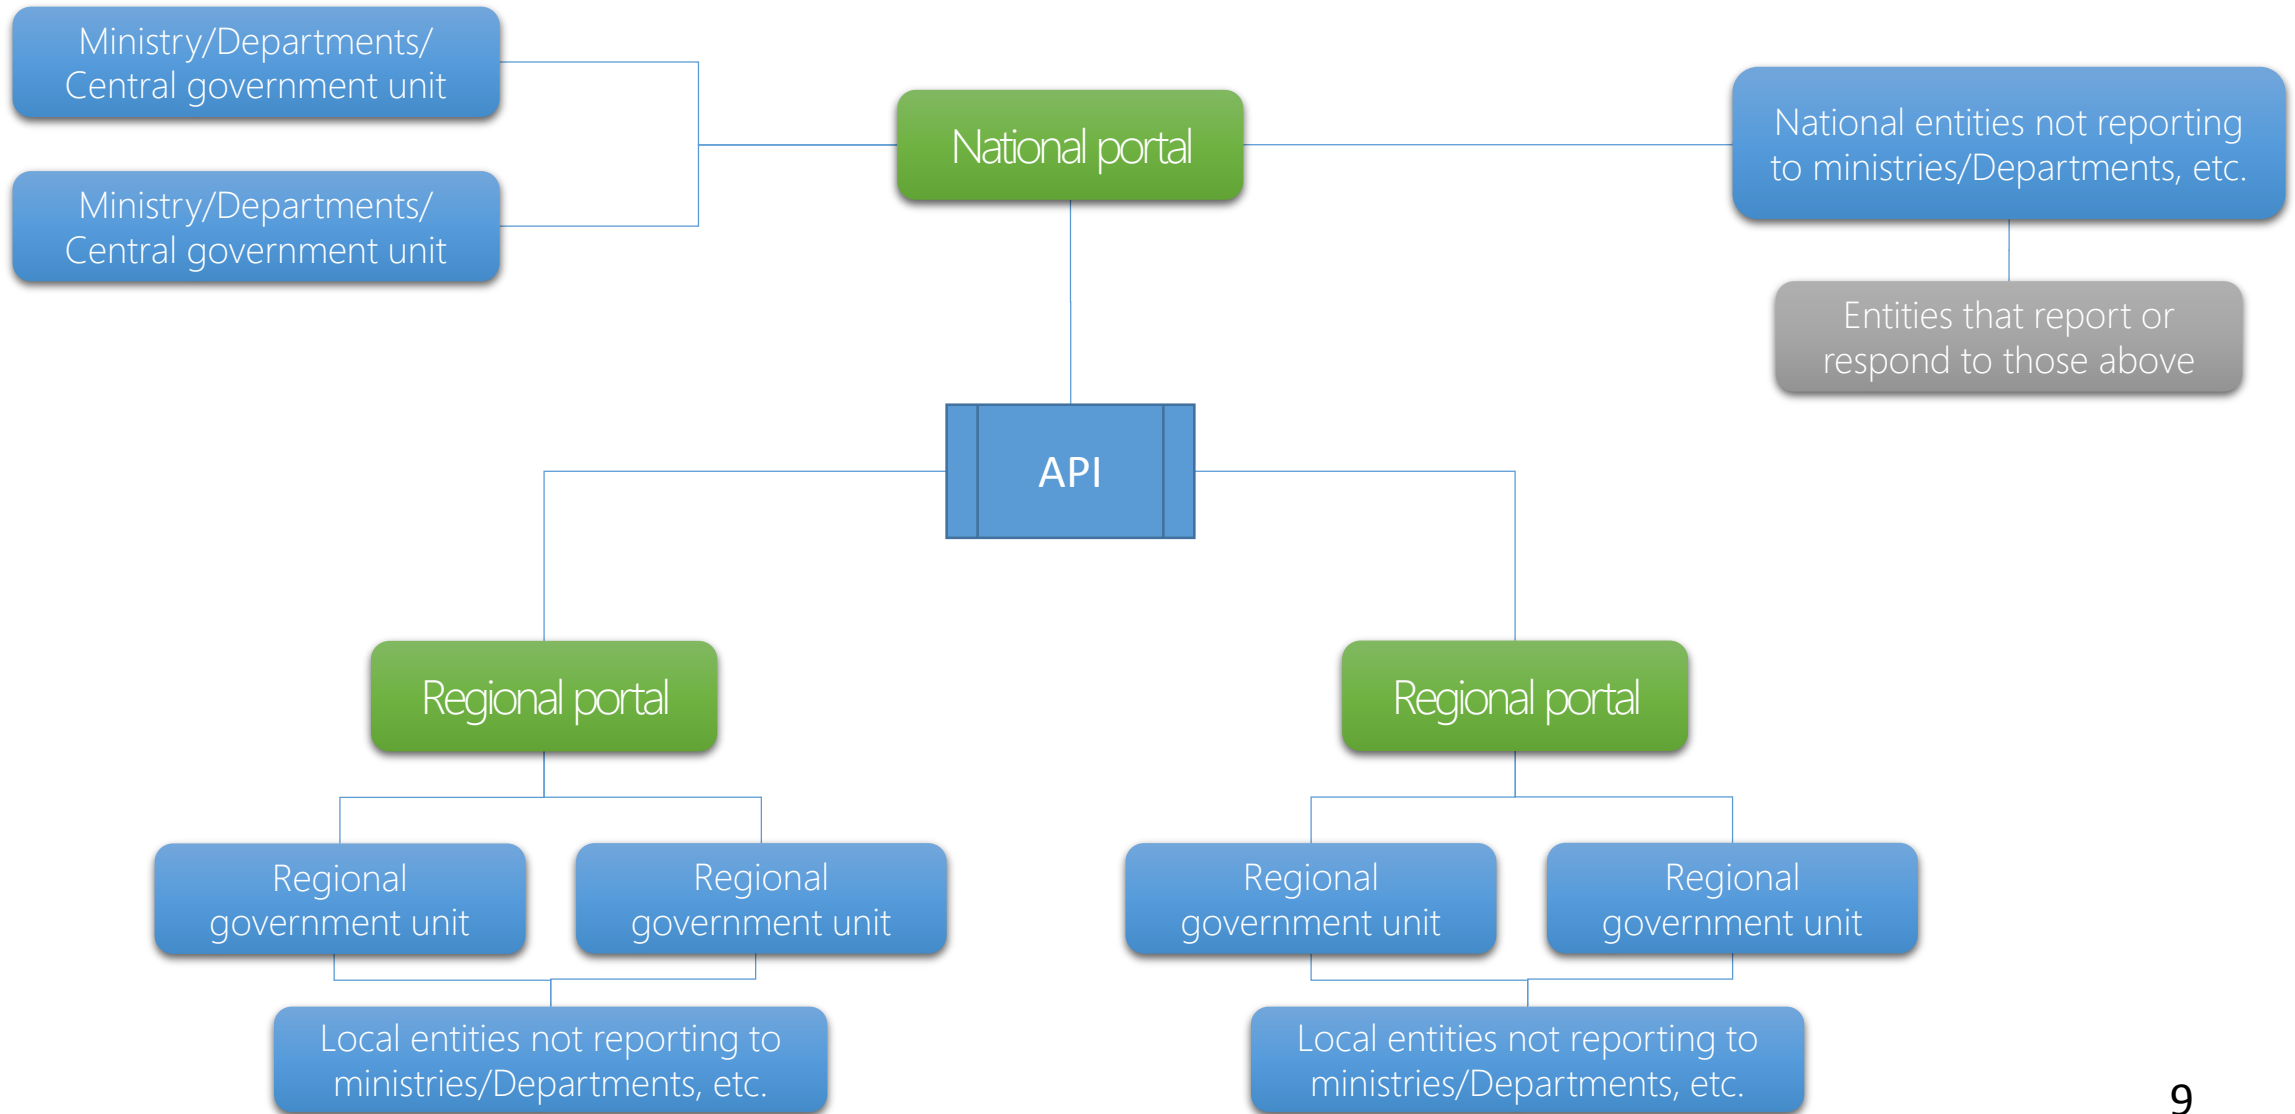 Ministry/Departments/
Central government unit
National portal
National entities not reporting
to ministries/Departments, etc.
Ministry/Departments/
Central government unit
Entities that report or
respond to those above
API
Regional portal
Regional portal
Regional
government unit
Regional
government unit
Regional
government unit
Regional
government unit
Local entities not reporting to
ministries/Departments, etc.
Local entities not reporting to
ministries/Departments, etc.
9